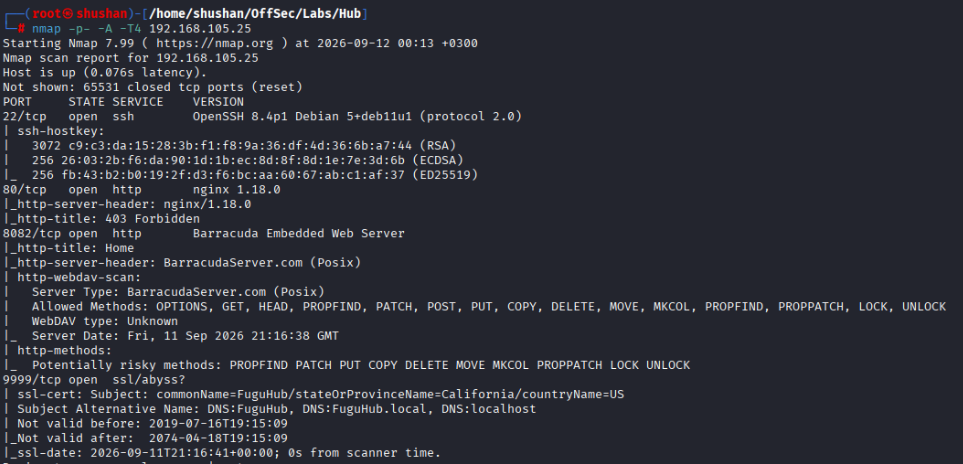 ┌──(root㉿shushan)-[/home/shushan/OffSec/Labs/Hub]
└─# nmap -p- -A -T4 192.168.105.25
Starting Nmap 7.99 ( https://nmap.org ) at 2026-09-12 00:13 +0300
Nmap scan report for 192.168.105.25
Host is up (0.076s latency).
Not shown: 65531 closed tcp ports (reset)
PORT     STATE SERVICE    VERSION
22/tcp   open  ssh        OpenSSH 8.4p1 Debian 5+deb11u1 (protocol 2.0)
| ssh-hostkey:
|   3072 c9:c3:da:15:28:3b:f1:f8:9a:36:df:4d:36:6b:a7:44 (RSA)
|   256 26:03:2b:f6:da:90:1d:1b:ec:8d:8f:8d:1e:7e:3d:6b (ECDSA)
|_  256 fb:43:b2:b0:19:2f:d3:f6:bc:aa:60:67:ab:c1:af:37 (ED25519)
80/tcp   open  http       nginx 1.18.0
|_http-server-header: nginx/1.18.0
|_http-title: 403 Forbidden
8082/tcp open  http       Barracuda Embedded Web Server
|_http-title: Home
|_http-server-header: BarracudaServer.com (Posix)
| http-webdav-scan:
|   Server Type: BarracudaServer.com (Posix)
|   Allowed Methods: OPTIONS, GET, HEAD, PROPFIND, PATCH, POST, PUT, COPY, DELETE, MOVE, MKCOL, PROPFIND, PROPPATCH, LOCK, UNLOCK
|   WebDAV type: Unknown
|_  Server Date: Fri, 11 Sep 2026 21:16:38 GMT
| http-methods:
|_  Potentially risky methods: PROPFIND PATCH PUT COPY DELETE MOVE MKCOL PROPPATCH LOCK UNLOCK
9999/tcp open  ssl/abyss?
| ssl-cert: Subject: commonName=FuguHub/stateOrProvinceName=California/countryName=US
| Subject Alternative Name: DNS:FuguHub, DNS:FuguHub.local, DNS:localhost
| Not valid before: 2019-07-16T19:15:09
|_Not valid after:  2074-04-18T19:15:09
|_ssl-date: 2026-09-11T21:16:41+00:00; 0s from scanner time.